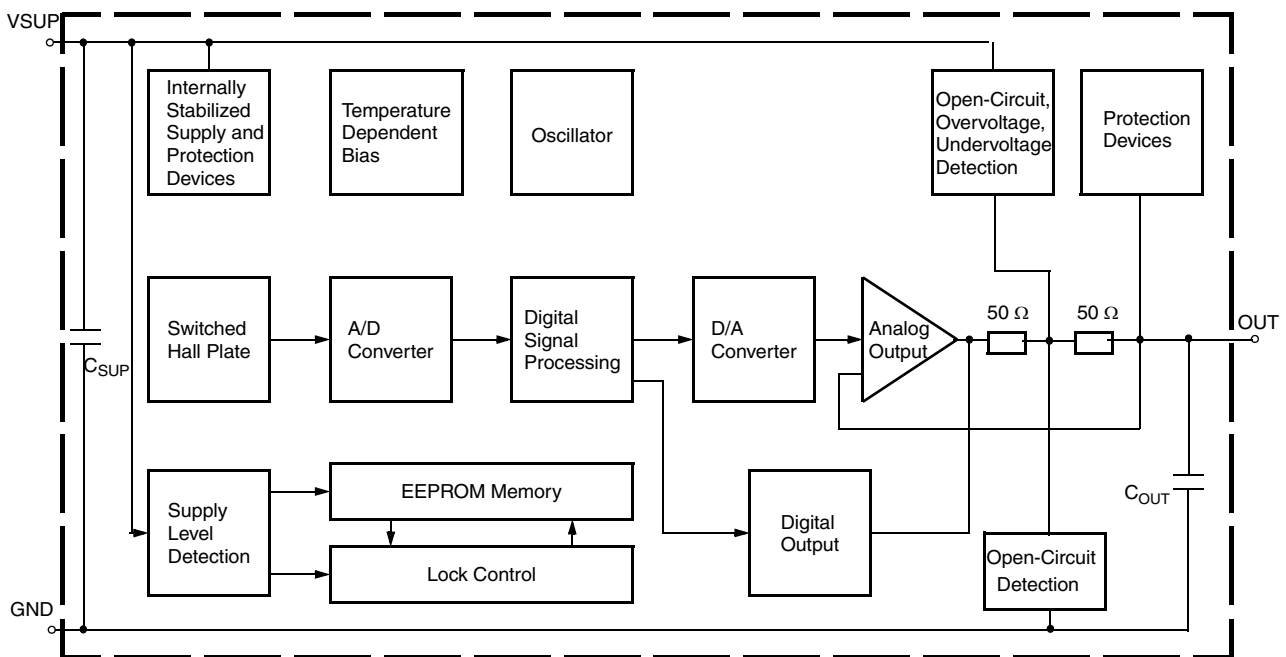 VSUP
Internally
Stabilized
Supply and
Protection
Devices
Temperature
Dependent
Bias
Oscillator
Open-Circuit,
Overvoltage,
Undervoltage
Detection
Protection
Devices
Switched
Hall Plate
A/D
Converter
Digital
Signal
Processing
D/A
Converter
Analog
Output
50 Ω
50 Ω
OUT
CSUP
Supply
Level
Detection
EEPROM Memory
Lock Control
Digital
Output
Open-Circuit
Detection
COUT
GND